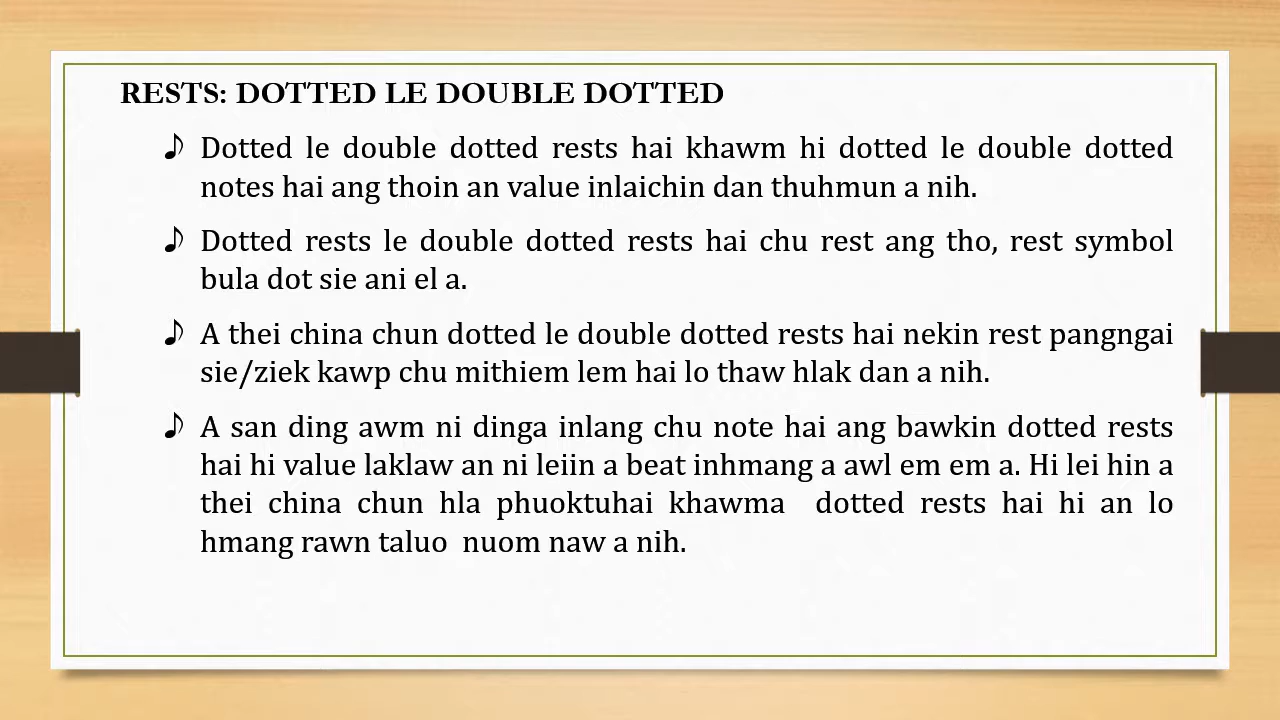 RESTS: DOTTED LE DOUBLE DOTTED
♪ Dotted le double dotted rests hai khawm hi dotted le double dotted
notes hai ang thoin an value inlaichin dan thuhmun a nih.
♪ Dotted rests le double dotted rests hai chu rest ang tho, rest symbol
bula dot sie ani el a.
♪ A thei china chun dotted le double dotted rests hai nekin rest pangngai
sie/ziek kawp chu mithiem lem hai lo thaw hlak dan a nih.
♪ A san ding awm ni dinga inlang chu note hai ang bawkin dotted rests
hai hi value laklaw an ni leiin a beat inhmang a awl em em a. Hi lei hin a
thei china chun hla phuoktuhai khawma dotted rests hai hi an lo
hmang rawn taluo nuom naw a nih.